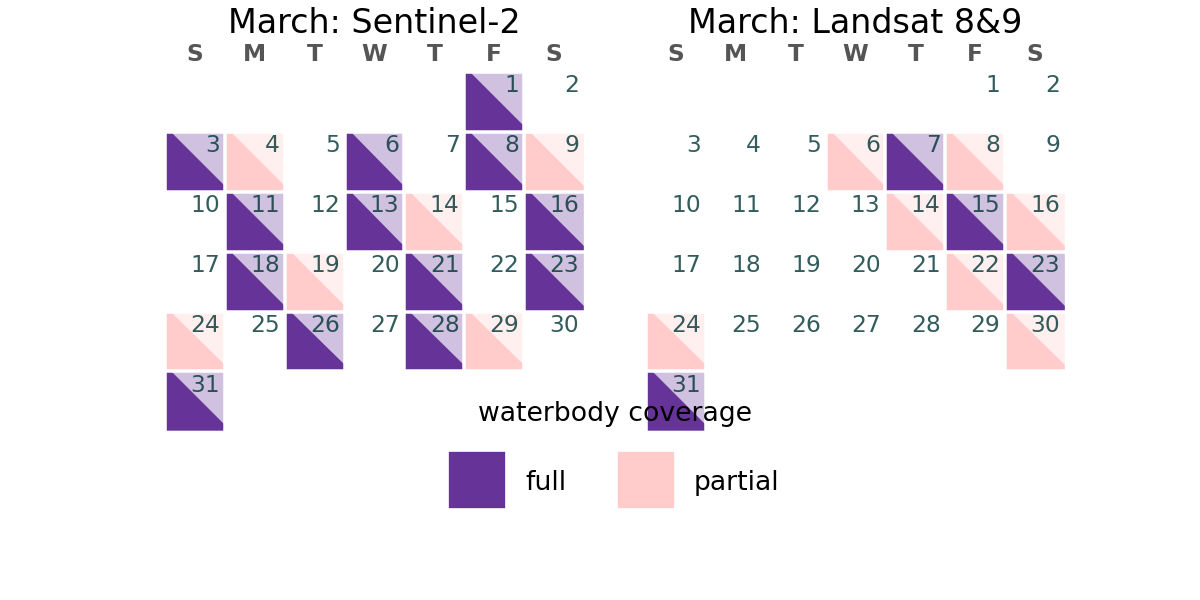 March: Sentinel-2
S M T W T F S
1 2
3 4 5 6 7 8 9
10 11 12 13 14 15 16
17 18 19 20 21 22 23
24 25 26 27 28 29 30
31
March: Landsat 8&9
S M T W T F S
1 2
3 4 5 6 7 8 9
10 11 12 13 14 15 16
17 18 19 20 21 22 23
24 25 26 27 28 29 30
31
waterbody coverage
full partial